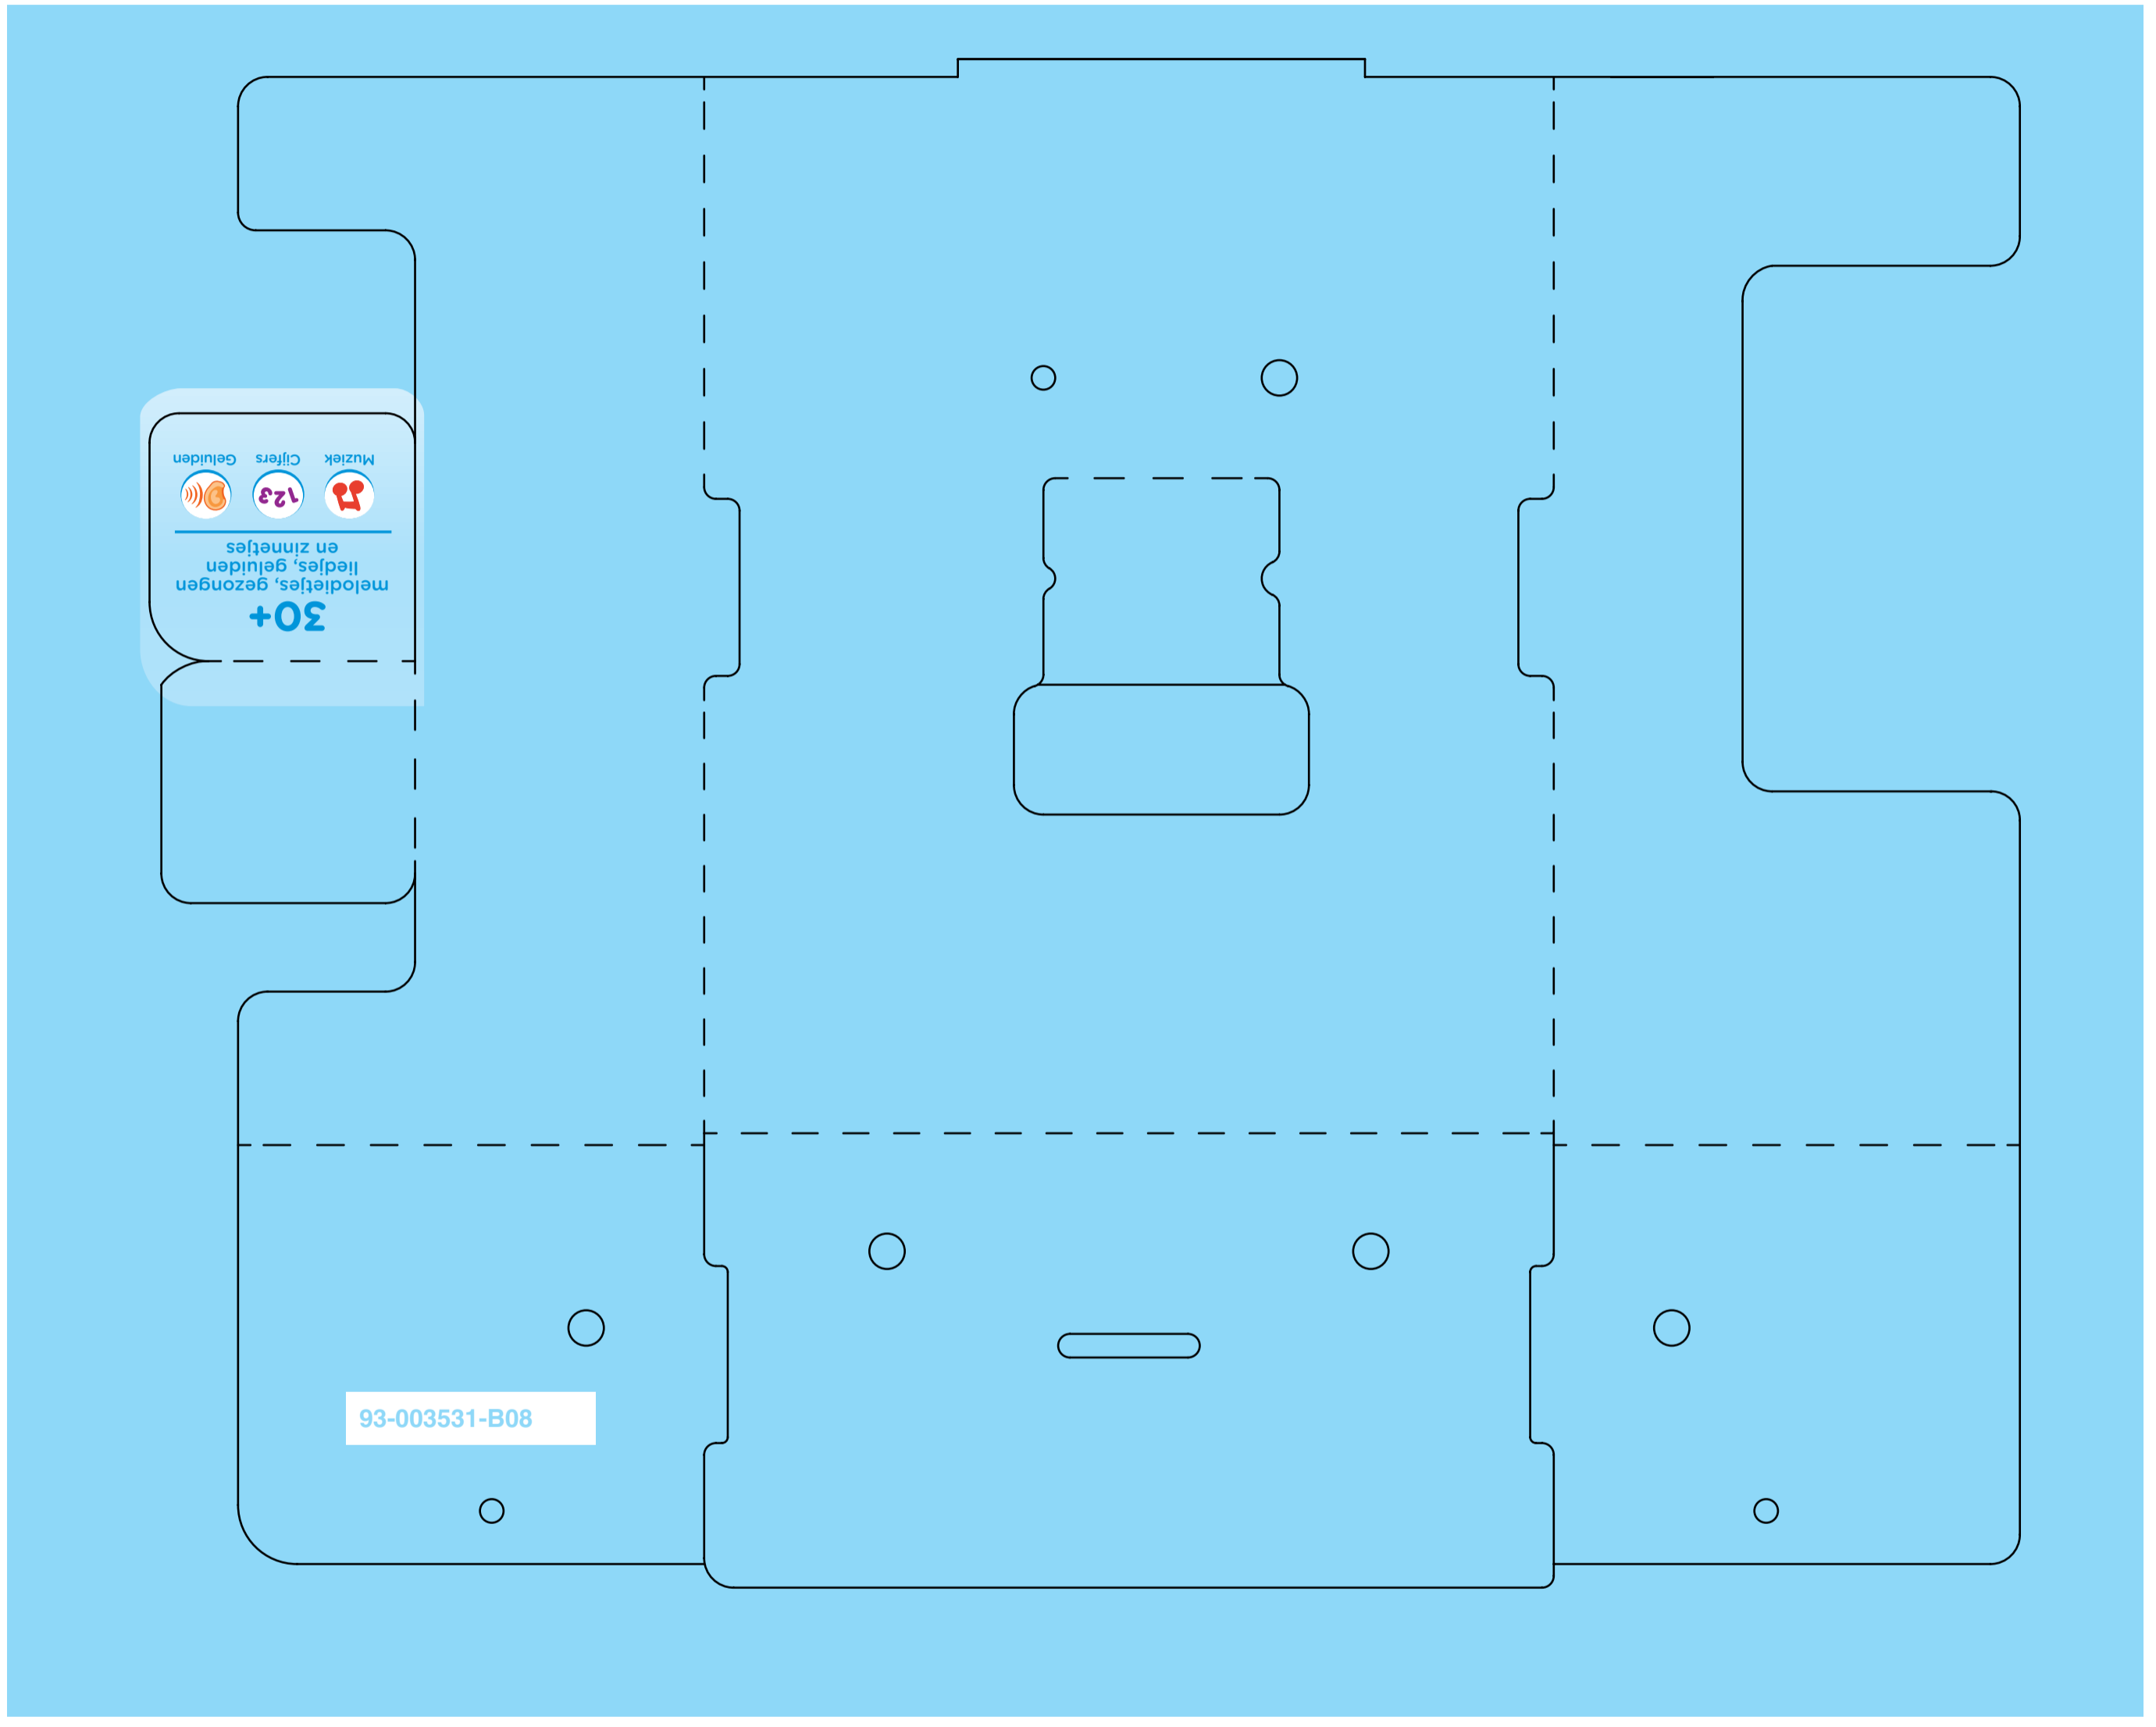 30+
melodietjes, gezongen
liedjes, geluiden
en zinnetjes
123
Muziek Cijfers Geluiden
93-003531-B08